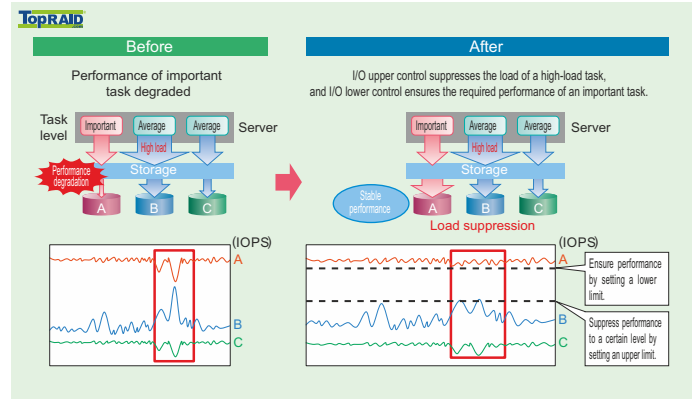 TopRAID
Before
After
Performance of important
task degraded
I/O upper control suppresses the load of a high-load task,
and I/O lower control ensures the required performance of an important task.
Task
level
Important
Average
Average
Server
High load
Storage
Performance
degradation
A
B
C
Important
Average
Average
Server
High load
Storage
Stable
performance
A
B
C
Load suppression
(IOPS)
A
B
C
(IOPS)
A
B
C
Ensure performance
by setting a lower
limit.
Suppress performance
to a certain level by
setting an upper limit.